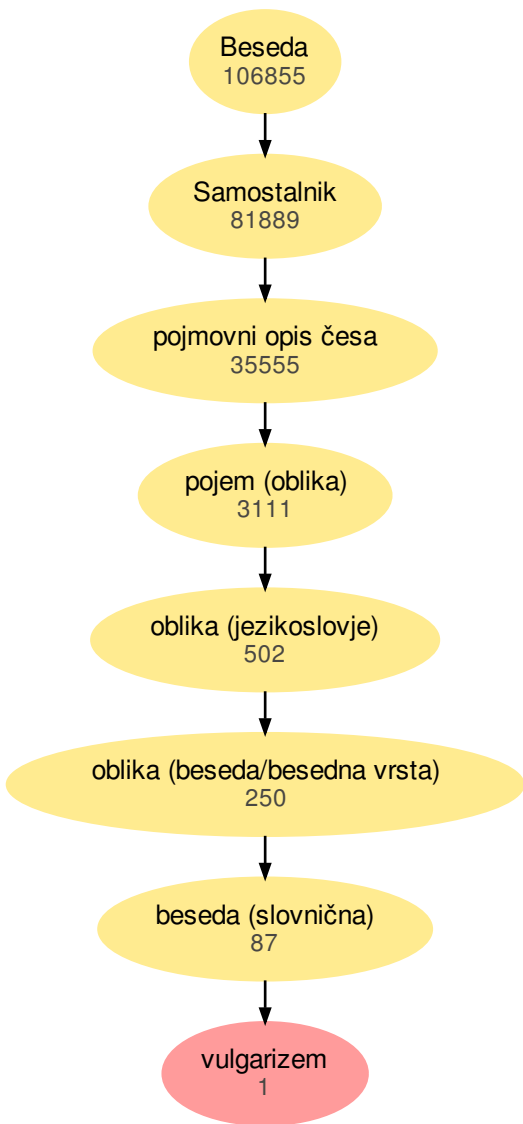 Beseda
106855
Samostalnik
81889
pojmovni opis česa
35555
pojem (oblika)
3111
oblika (jezikoslovje)
502
oblika (beseda/besedna vrsta)
250
beseda (slovnična)
87
vulgarizem
1